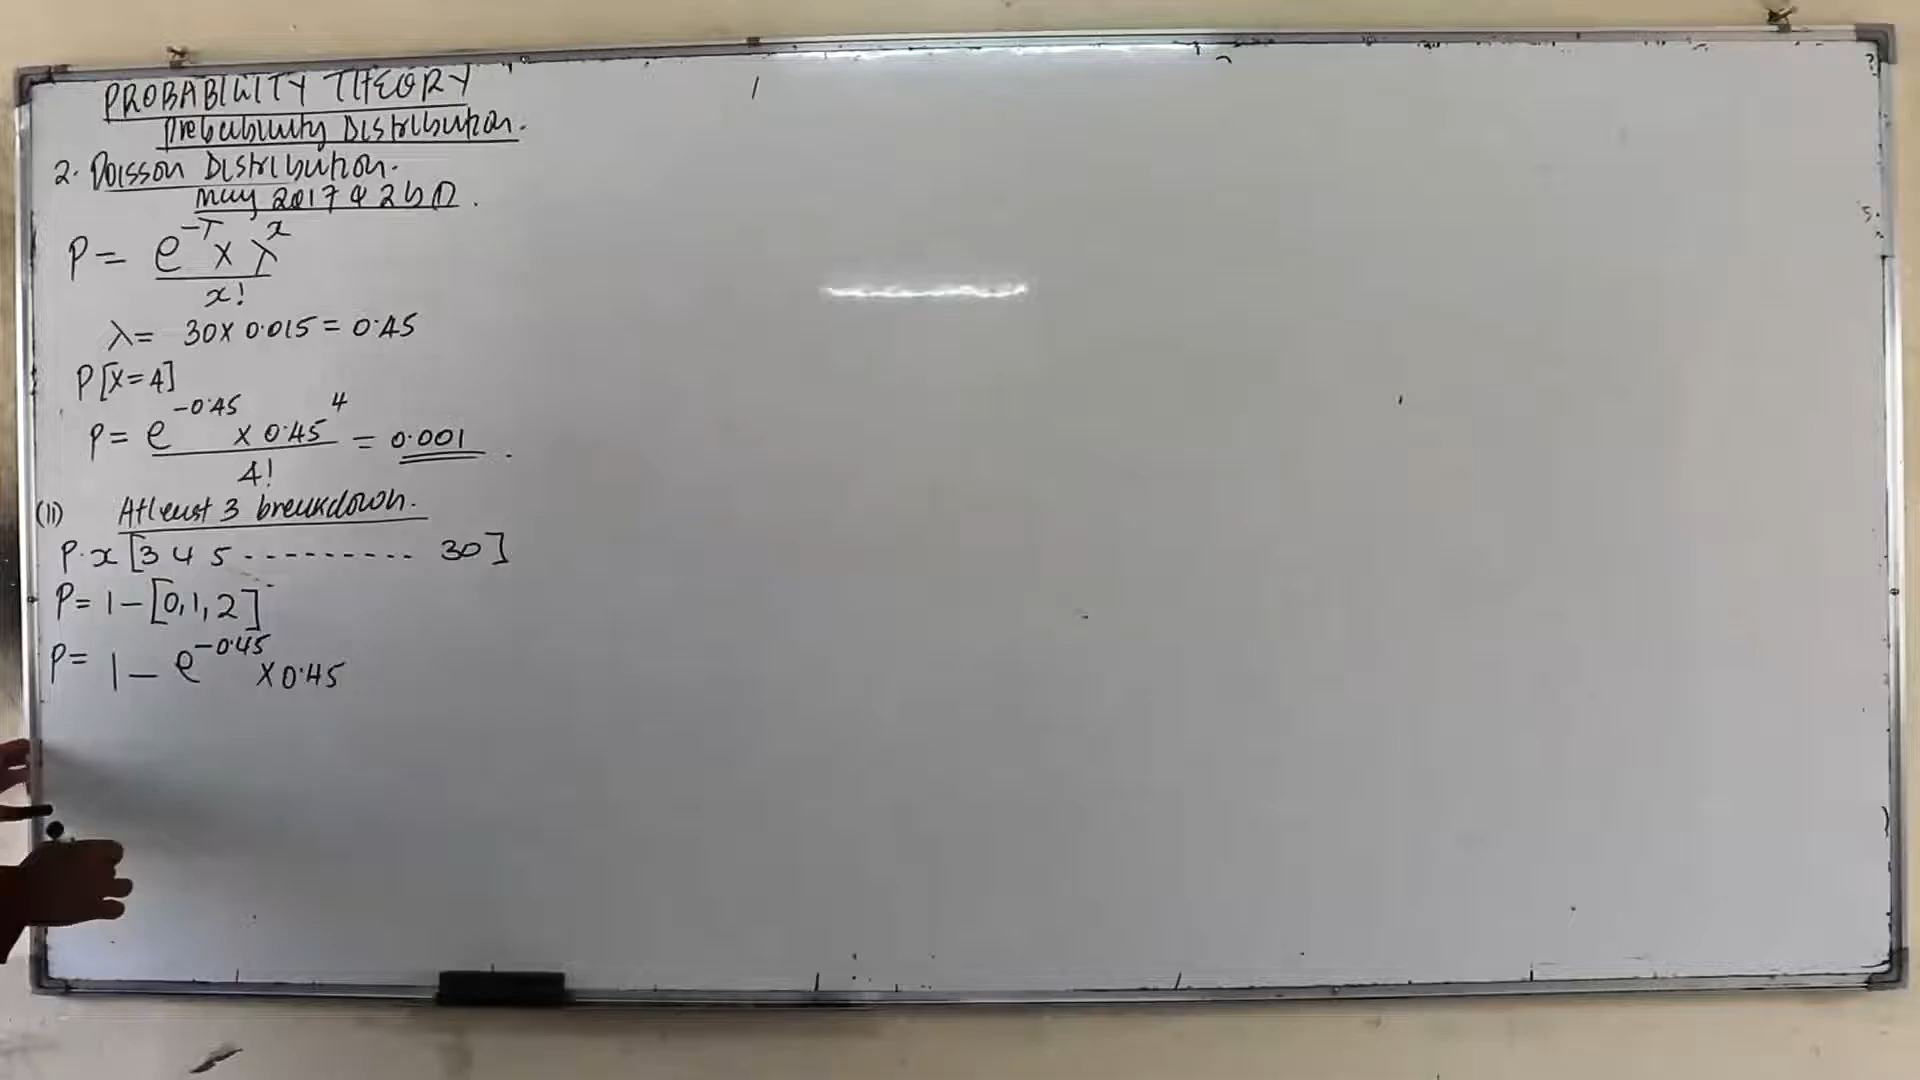 PROBABILITY THEORY
Probability Distribution.
2. Poisson Distribution.
May 2017 Q 2b
P = e^-λ x λ^x
x!
λ = 30 x 0.015 = 0.45
P[X=4]
P = e^-0.45 x 0.45^4 = 0.001
4!
(11) Atleast 3 breakdown.
P.x [3 4 5 --------- 30]
P = 1 - [0,1,2]
P = 1 - e^-0.45 x 0.45